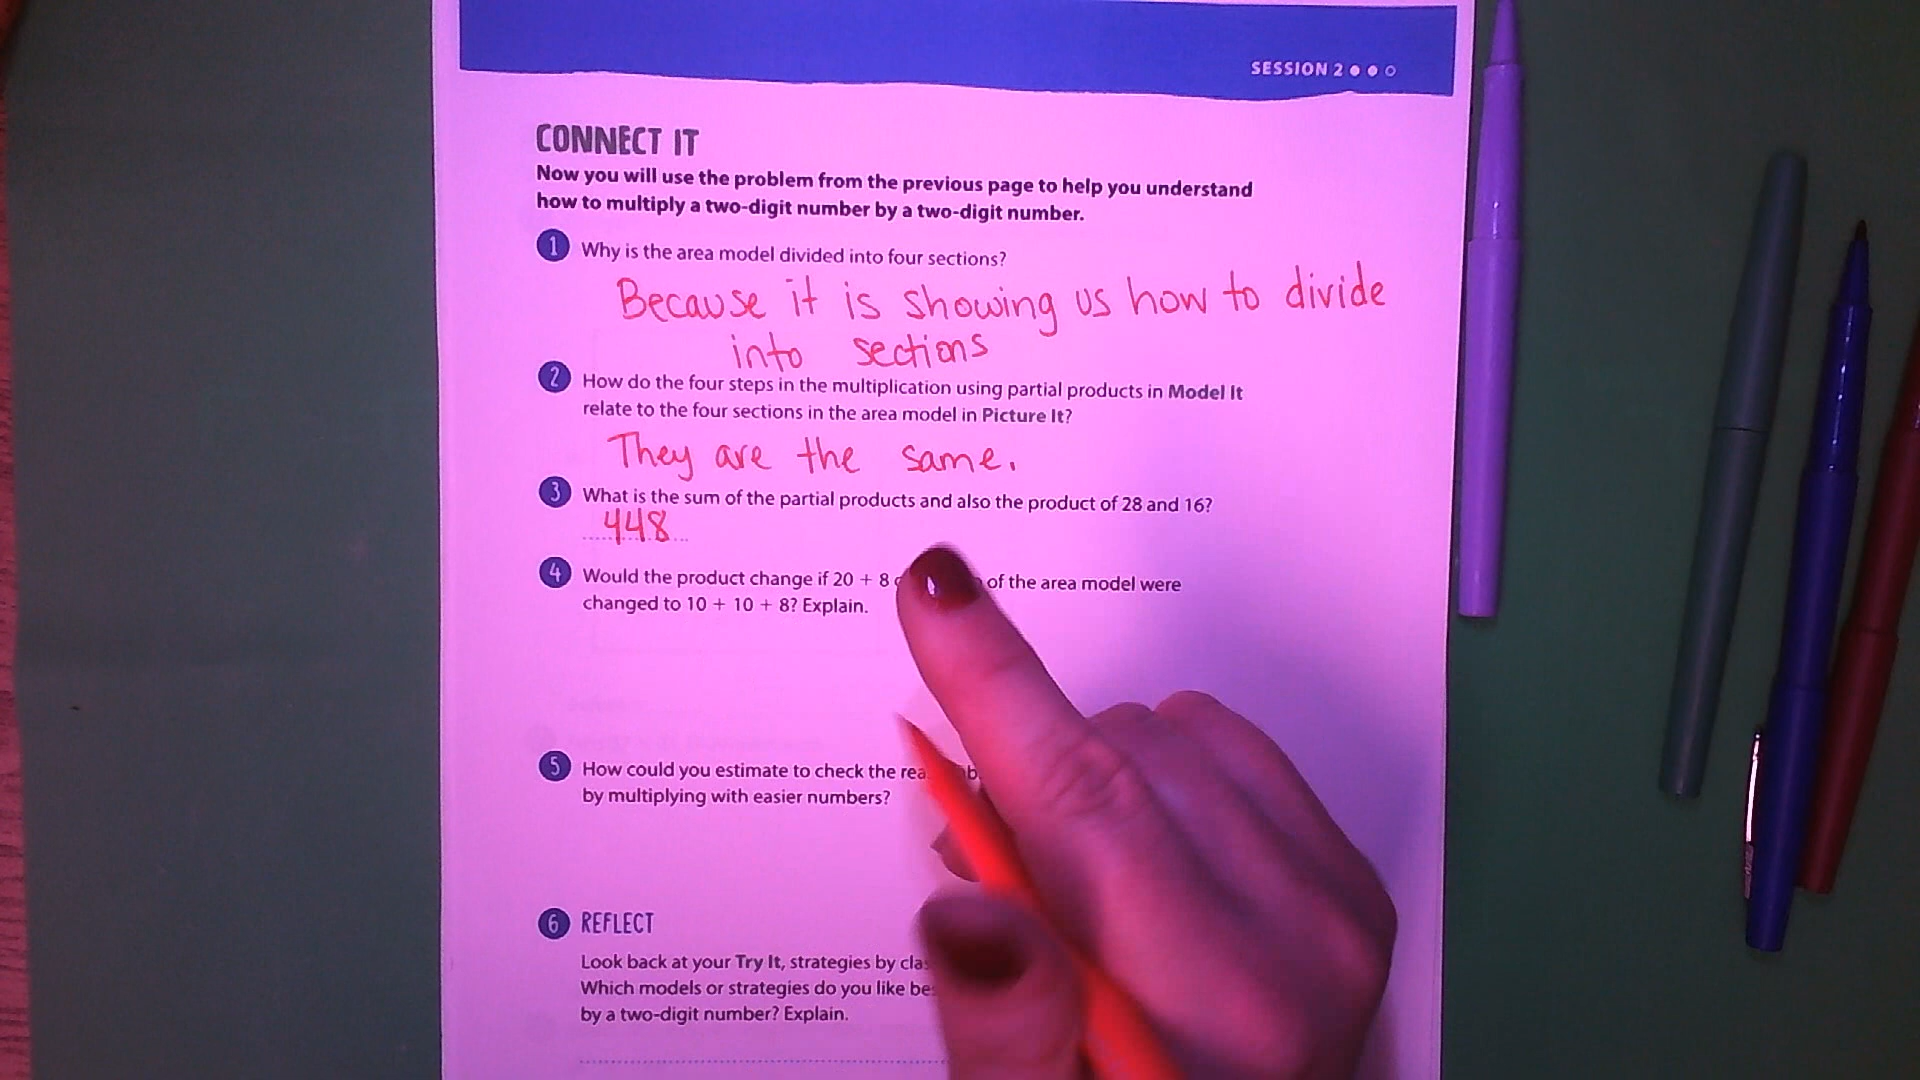 SESSION 2
CONNECT IT
Now you will use the problem from the previous page to help you understand
how to multiply a two-digit number by a two-digit number.
1 Why is the area model divided into four sections?
Because it is showing us how to divide
into sections
2 How do the four steps in the multiplication using partial products in Model It
relate to the four sections in the area model in Picture It?
They are the same.
3 What is the sum of the partial products and also the product of 28 and 16?
448
4 Would the product change if 20 + 8 of the area model were
changed to 10 + 10 + 8? Explain.
5 How could you estimate to check the
by multiplying with easier numbers?
6 REFLECT
Look back at your Try It, strategies by
Which models or strategies do you like
by a two-digit number? Explain.